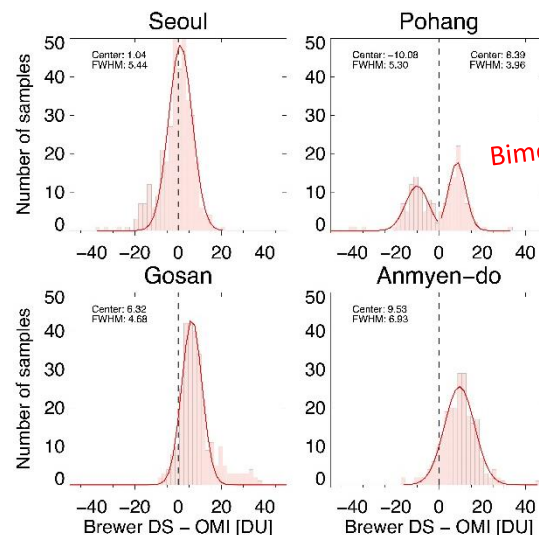 Seoul
Pohang
Number of samples
50
40
30
20
10
0
Center: 1.04
FWHM: 5.44
−40 −20 0 20 40
50
40
30
20
10
0
Center: −10.08
FWHM: 5.30
Center: 6.39
FWHM: 3.96
−40 −20 0 20 40
Gosan
Anmyen−do
Number of samples
50
40
30
20
10
0
Center: 6.32
FWHM: 4.68
−40 −20 0 20 40
Brewer DS − OMI [DU]
50
40
30
20
10
0
Center: 9.53
FWHM: 6.93
−40 −20 0 20 40
Brewer DS − OMI [DU]